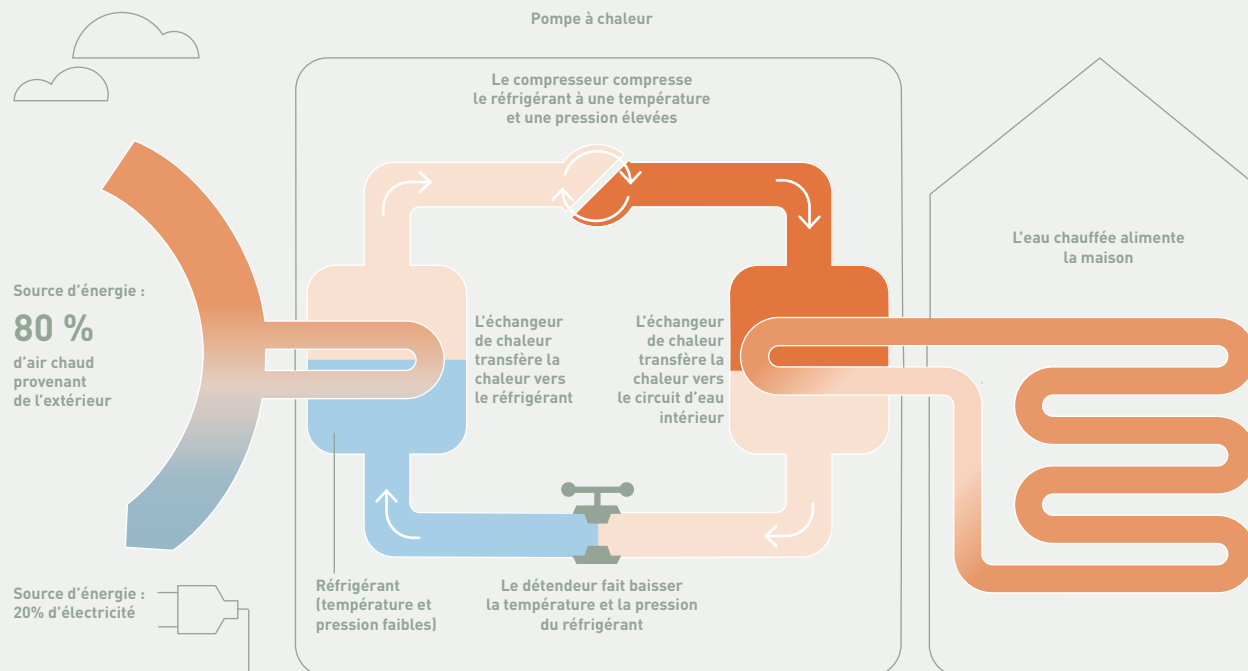 Pompe à chaleur
Le compresseur compresse
le réfrigérant à une température
et une pression élevées
L'eau chauffée alimente
la maison
Source d'énergie :
80 %
d'air chaud
provenant
de l'extérieur
L'échangeur
de chaleur
transfère la
chaleur vers
le réfrigérant
L'échangeur
de chaleur
transfère la
chaleur vers
le circuit d'eau
intérieur
Source d'énergie :
20% d'électricité
Réfrigérant
(température et
pression faibles)
Le détendeur fait baisser
la température et la pression
du réfrigérant